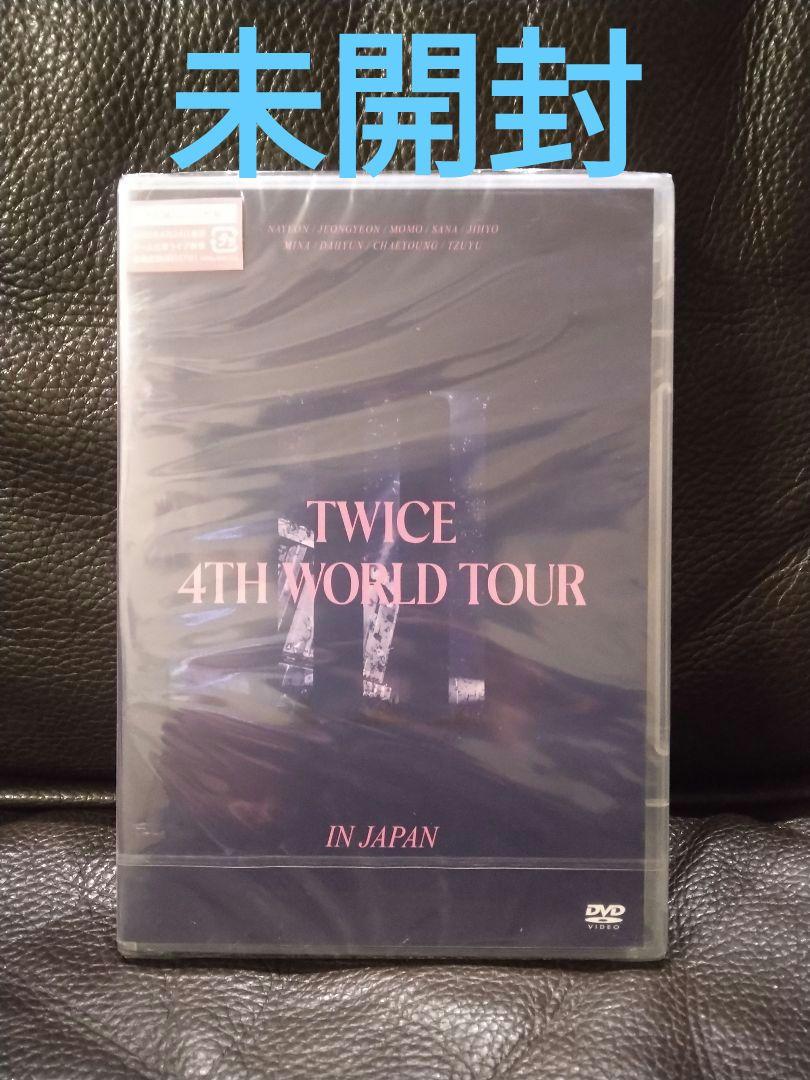 未開封
NAYEON / JEONGYEON / MOMO / SANA / JIHYO
MINA / DAHYUN / CHAEYOUNG / TZUYU
TWICE
4TH WORLD TOUR
IN JAPAN
DVD
VIDEO